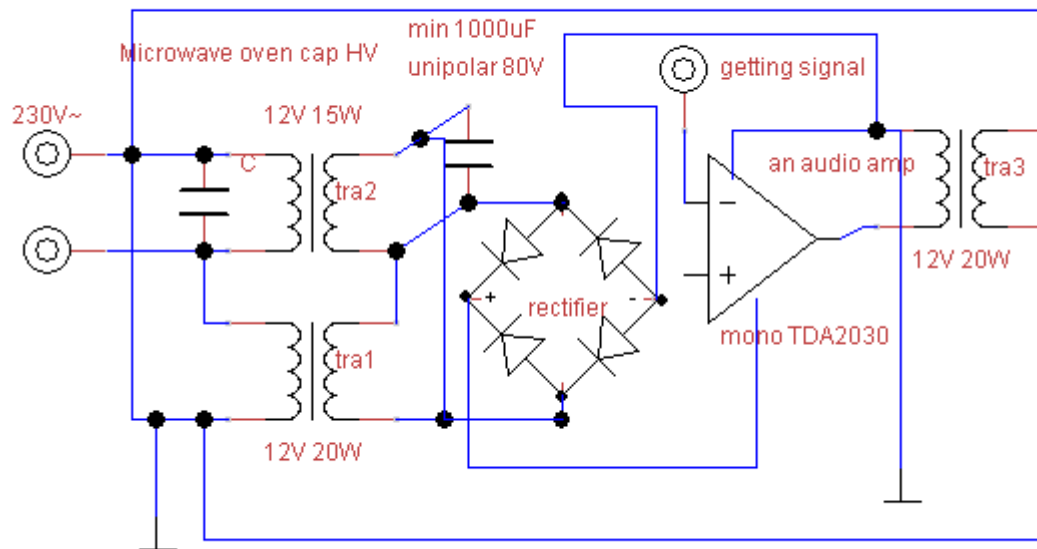 min 1000uF
Microwave oven cap HV
unipolar 80V
getting signal
230V~
12V 15W
C
an audio amp
tra2
tra3
-
+
12V 20W
+
rectifier
-
mono TDA2030
tra1
12V 20W